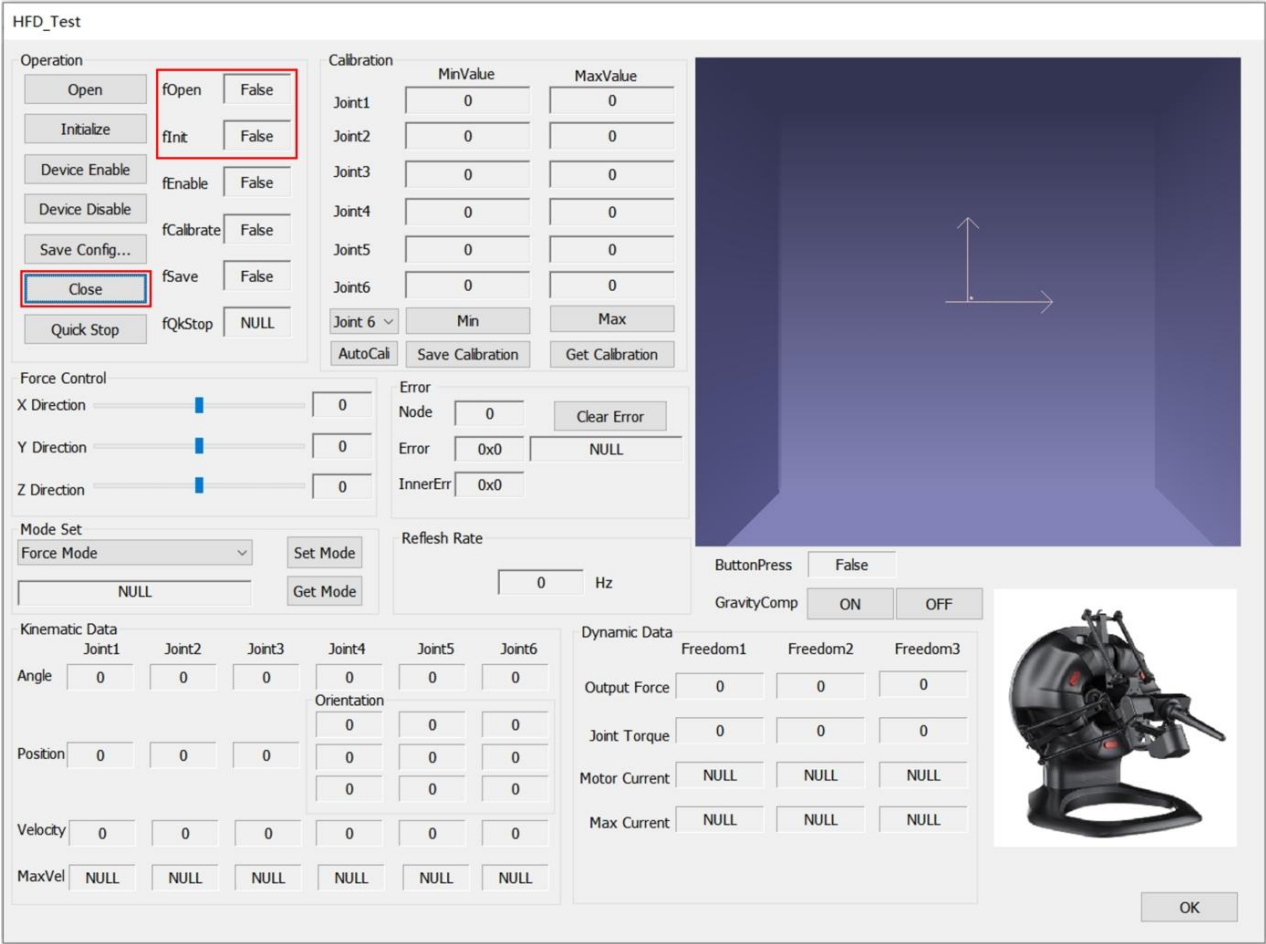 HFD_Test
Operation
Open
fOpen
False
Initialize
fInit
False
Device Enable
fEnable
False
Device Disable
fCalibrate
False
Save Config...
Close
fSave
False
Quick Stop
fQkStop
NULL
Calibration
MinValue
MaxValue
Joint1
0
0
Joint2
0
0
Joint3
0
0
Joint4
0
0
Joint5
0
0
Joint6
0
0
Joint 6
Min
Max
AutoCali
Save Calibration
Get Calibration
Force Control
X Direction
0
Y Direction
0
Z Direction
0
Error
Node
0
Clear Error
Error
0x0
NULL
InnerErr
0x0
Mode Set
Force Mode
Set Mode
NULL
Get Mode
Reflesh Rate
0
Hz
ButtonPress
False
GravityComp
ON
OFF
Kinematic Data
Joint1
Joint2
Joint3
Joint4
Joint5
Joint6
Angle
0
0
0
0
0
0
Orientation
0
0
0
Position
0
0
0
0
0
0
0
0
0
Velocity
0
0
0
0
0
0
MaxVel
NULL
NULL
NULL
NULL
NULL
NULL
Dynamic Data
Freedom1
Freedom2
Freedom3
Output Force
0
0
0
Joint Torque
0
0
0
Motor Current
NULL
NULL
NULL
Max Current
NULL
NULL
NULL
OK